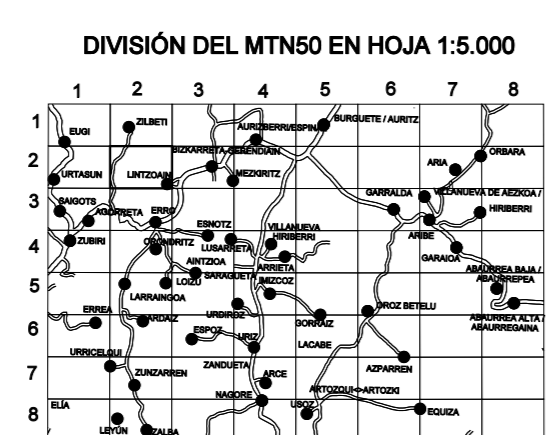 DIVISIÓN DEL MTN50 EN HOJA 1:5.000
1 2 3 4 5 6 7 8
1
ZILBETI
BURGUETE / AURITZ
AURIZBERRI/ESPINAL
EUGI
2
BIZKARRETA-GERENDIAIN
ORBARA
ARIA
URTASUN
LINTZOAIN
MEZKIRITZ
3
GARRALDA
VILLANUEVA DE AEZKOA /
HIRIBERRI
SAIGOTS
AGORRETA
ERRO
ESNOTZ
VILLANUEVA
HIRIBERRI
ARIBE
4
ZUBIRI
ORONDRITZ
LUSARRETA
GARAIOA
AINTZIOA
ARRIETA
ABAURREA BAJA /
ABAURREPEA
5
LOIZU
SARAGUETA
IMIZCOZ
LARRAINGOA
URDIROZ
OROZ BETELU
ERREA
ARDAIZ
GORRAIZ
ABAURREA ALTA /
ABAURREGAINA
6
ESPOZ
URIZ
LACABE
URRICELQUI
ZANDUETA
AZPARREN
7
ZUNZARREN
ARCE
ARTOZQUI<>ARTOZKI
NAGORE
8
ELÍA
USOZ
EQUIZA
LEYÚN
ZALBA